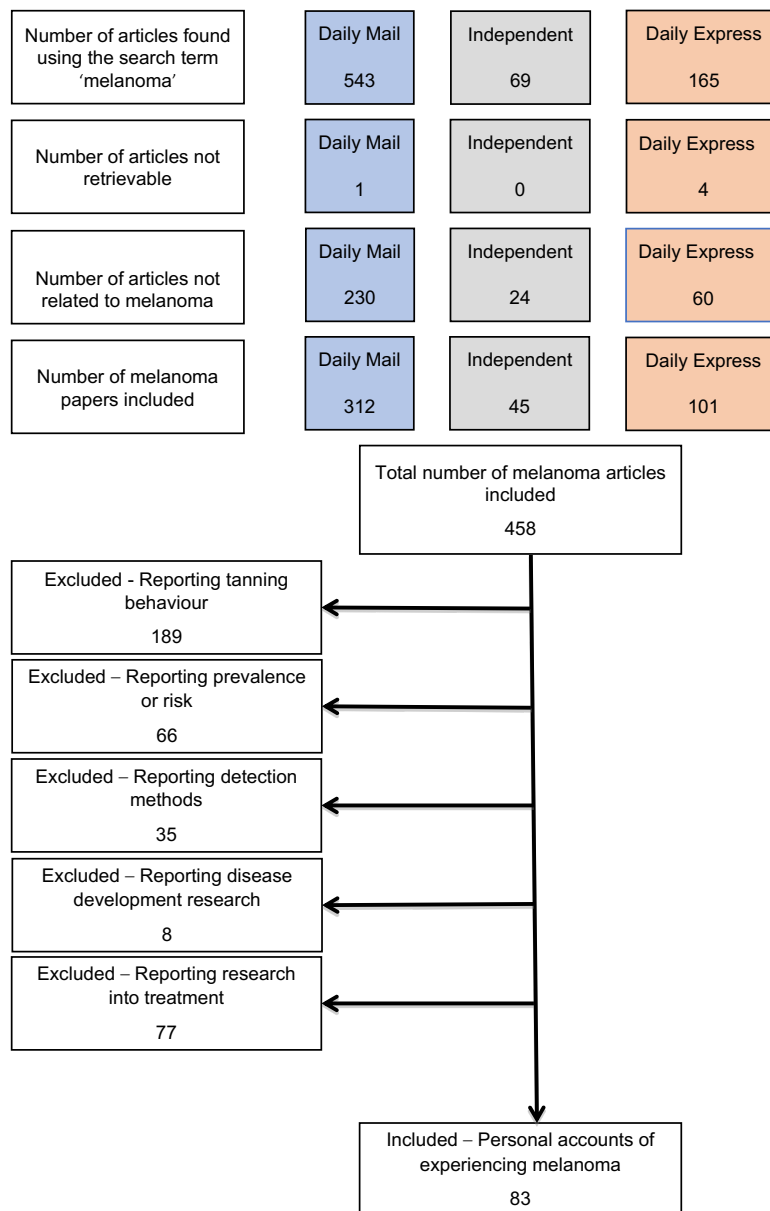 Number of articles found
using the search term
‘melanoma’
Daily Mail
543
Independent
69
Daily Express
165
Number of articles not
retrievable
Daily Mail
1
Independent
0
Daily Express
4
Number of articles not
related to melanoma
Daily Mail
230
Independent
24
Daily Express
60
Number of melanoma
papers included
Daily Mail
312
Independent
45
Daily Express
101
Total number of melanoma articles
included
458
Excluded - Reporting tanning
behaviour
189
Excluded – Reporting prevalence
or risk
66
Excluded – Reporting detection
methods
35
Excluded – Reporting disease
development research
8
Excluded – Reporting research
into treatment
77
Included – Personal accounts of
experiencing melanoma
83